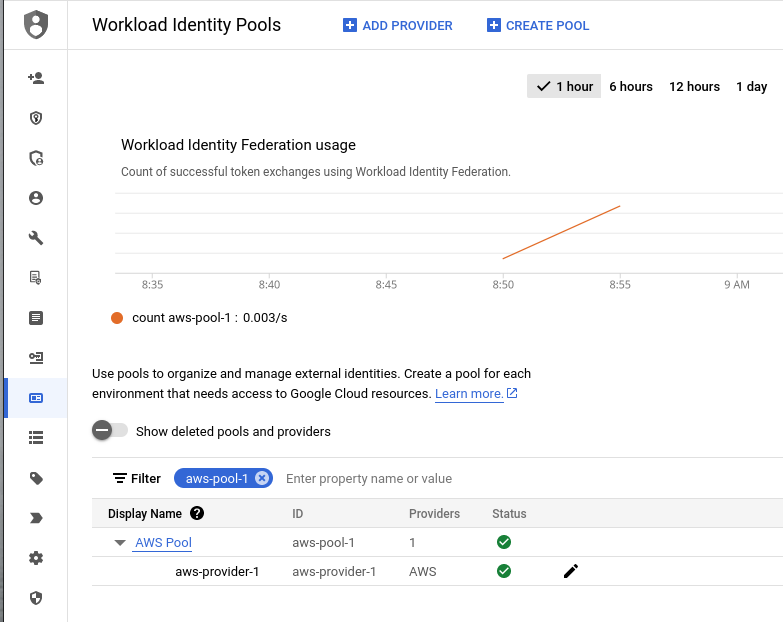 Workload Identity Pools
ADD PROVIDER
CREATE POOL
1 hour
6 hours
12 hours
1 day
Workload Identity Federation usage
Count of successful token exchanges using Workload Identity Federation.
8:35
8:40
8:45
8:50
8:55
9 AM
count aws-pool-1 : 0.003/s
Use pools to organize and manage external identities. Create a pool for each
environment that needs access to Google Cloud resources. Learn more.
Show deleted pools and providers
Filter
aws-pool-1
Enter property name or value
Display Name ? ID Providers Status
AWS Pool aws-pool-1 1
aws-provider-1 aws-provider-1 AWS